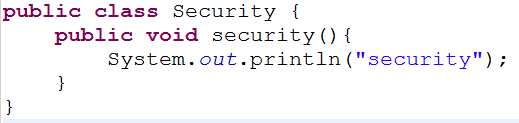 public class Security {
    public void security(){
        System.out.println("security");
    }
}